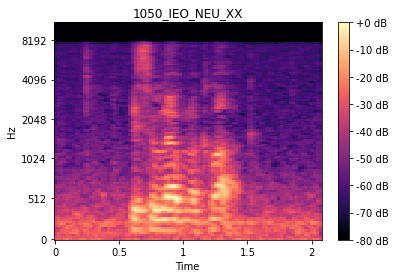 1050_IEO_NEU_XX
8192
4096
2048
1024
512
0
Hz
0
0.5
1
1.5
2
Time
+0 dB
-10 dB
-20 dB
-30 dB
-40 dB
-50 dB
-60 dB
-70 dB
-80 dB